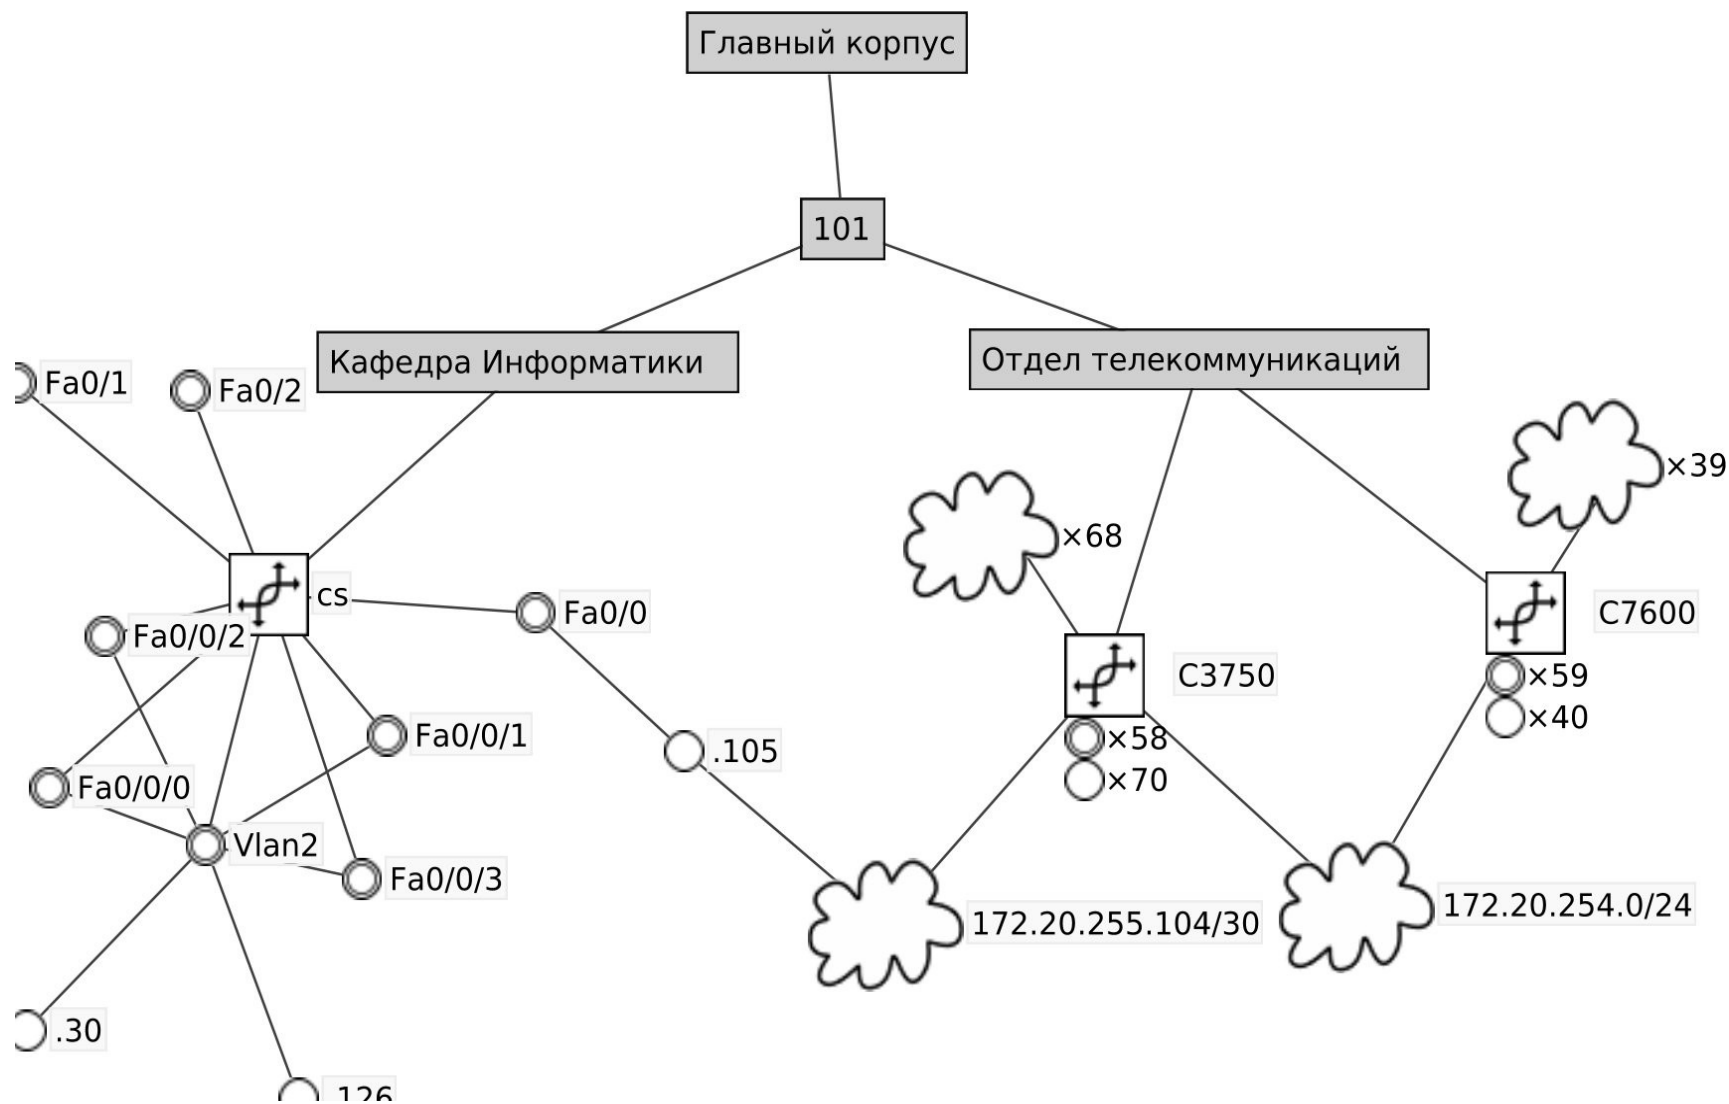 Главный корпус
101
Кафедра Информатики
Отдел телекоммуникаций
Fa0/1
Fa0/2
×39
×68
cs
Fa0/0
C7600
Fa0/0/2
C3750
×59
×40
Fa0/0/1
.105
×58
×70
Fa0/0/0
Vlan2
Fa0/0/3
172.20.255.104/30
172.20.254.0/24
.30
.126